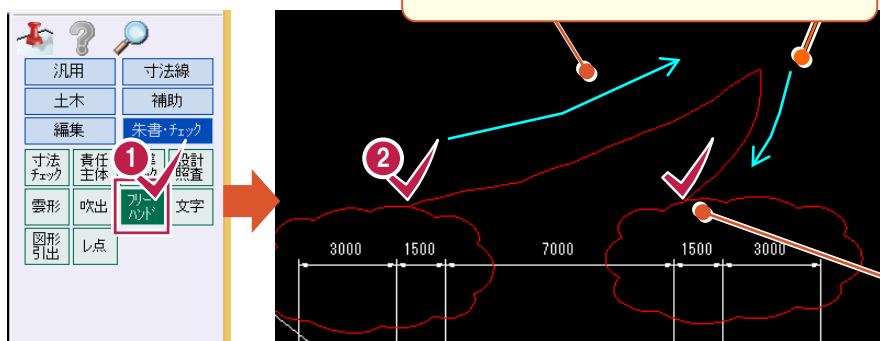 汎用 寸法線
土木 補助
編集 朱書・チェック
1
寸法チェック 責任主体 設計照査
雲形 吹出 フリーハンド 文字
図形引出 レ点
2
3000 1500 7000 1500 3000